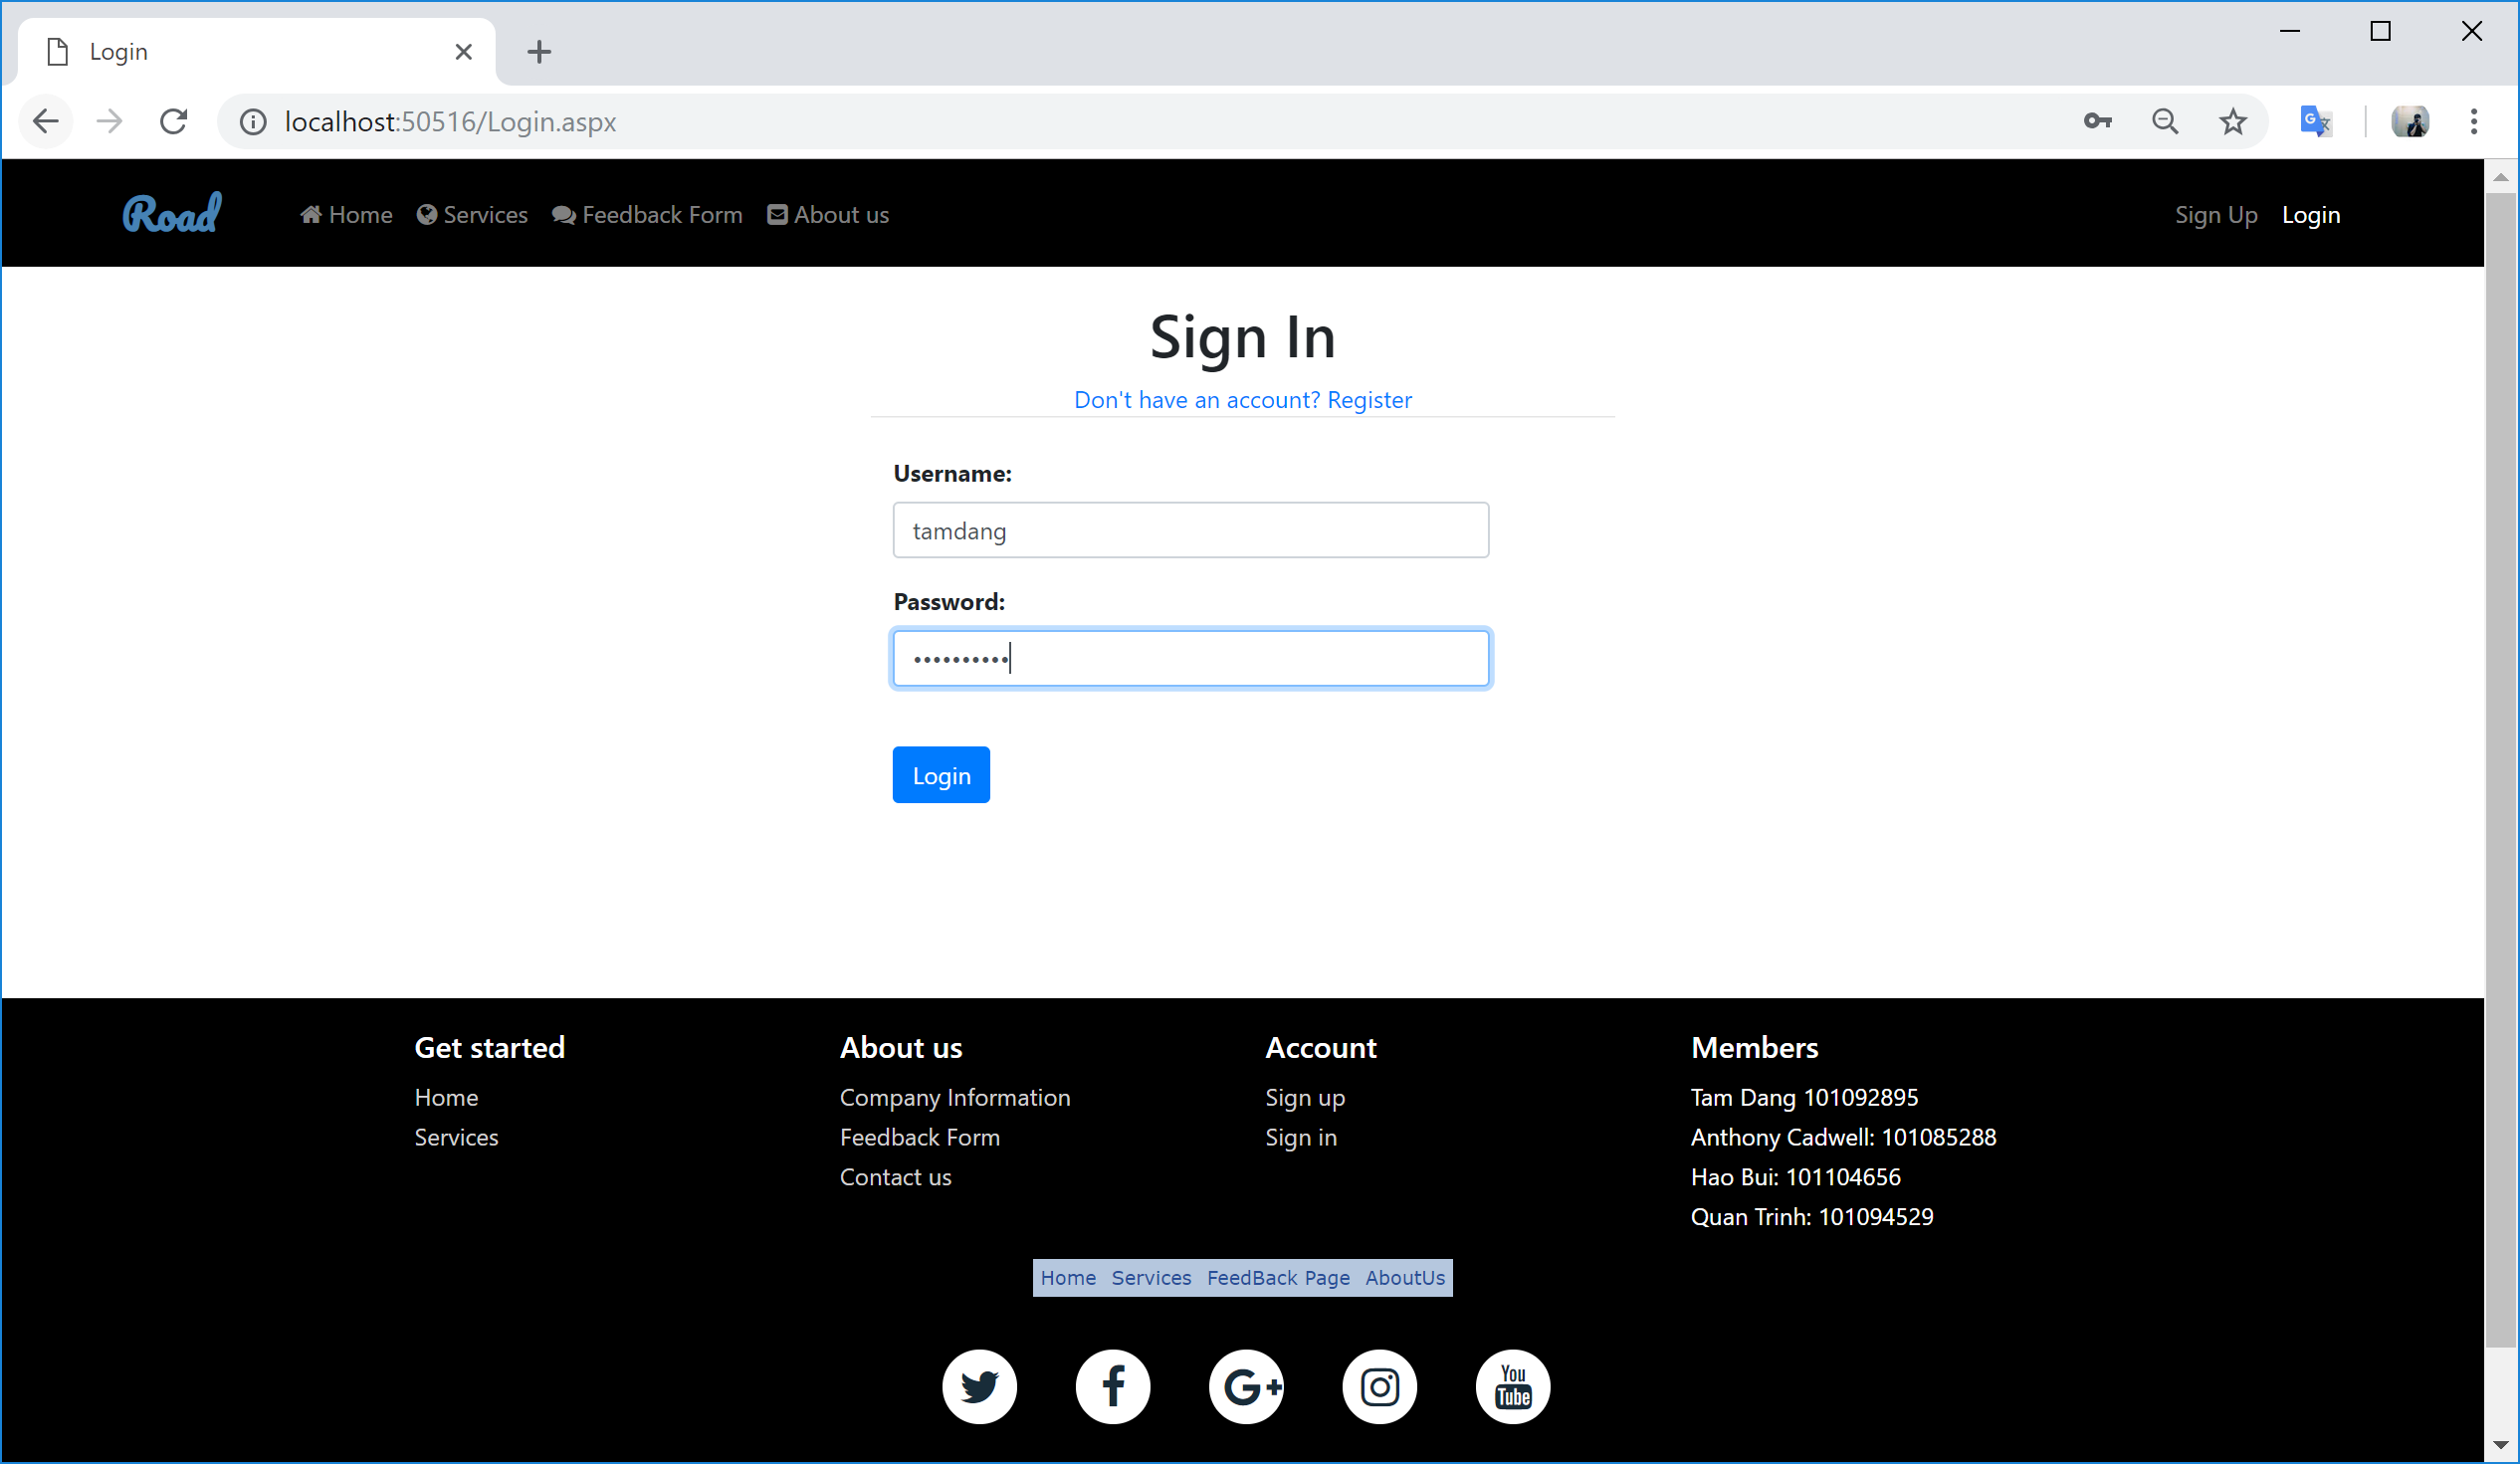 Login
localhost:50516/Login.aspx
Road Home Services Feedback Form About us Sign Up Login
Sign In
Don't have an account? Register
Username:
tamdang
Password:
••••••••••
Login
Get started
Home
Services
About us
Company Information
Feedback Form
Contact us
Account
Sign up
Sign in
Members
Tam Dang 101092895
Anthony Cadwell: 101085288
Hao Bui: 101104656
Quan Trinh: 101094529
Home Services FeedBack Page AboutUs
G+
You
Tube